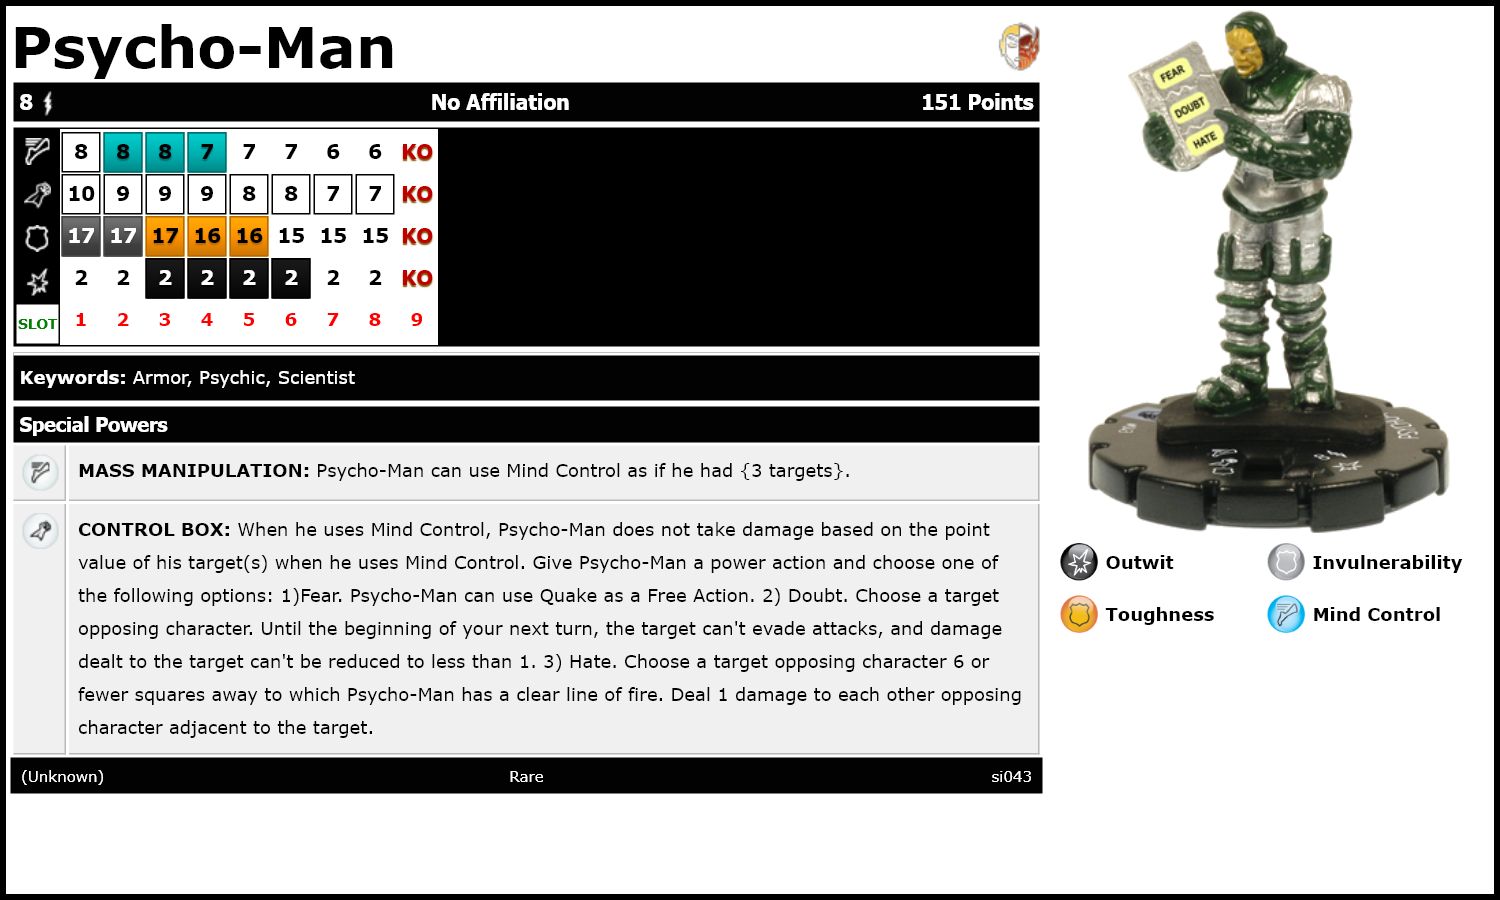 Psycho-Man
8 No Affiliation 151 Points
8 8 8 7 7 7 6 6 KO
10 9 9 9 8 8 7 7 KO
17 17 17 16 16 15 15 15 KO
2 2 2 2 2 2 2 2 KO
SLOT 1 2 3 4 5 6 7 8 9
Keywords: Armor, Psychic, Scientist
Special Powers
MASS MANIPULATION: Psycho-Man can use Mind Control as if he had {3 targets}.
CONTROL BOX: When he uses Mind Control, Psycho-Man does not take damage based on the point
value of his target(s) when he uses Mind Control. Give Psycho-Man a power action and choose one of
the following options: 1)Fear. Psycho-Man can use Quake as a Free Action. 2) Doubt. Choose a target
opposing character. Until the beginning of your next turn, the target can't evade attacks, and damage
dealt to the target can't be reduced to less than 1. 3) Hate. Choose a target opposing character 6 or
fewer squares away to which Psycho-Man has a clear line of fire. Deal 1 damage to each other opposing
character adjacent to the target.
(Unknown) Rare si043
FEAR
DOUBT
HATE
Outwit Invulnerability
Toughness Mind Control